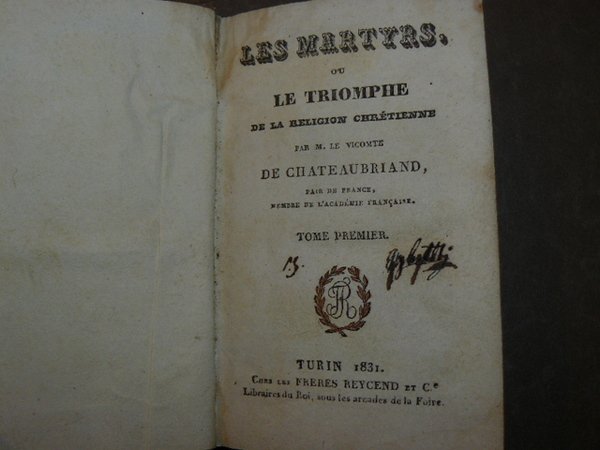 LES MARTYRS,
OU
LE TRIOMPHE
DE LA RELIGION CHRÉTIENNE
PAR M. LE VICOMTE
DE CHATEAUBRIAND,
PAIR DE FRANCE,
MEMBRE DE L'ACADÉMIE FRANÇAISE.
TOME PREMIER.
TURIN 1831.
CHES LES FRERES REYCEND ET C.e
Libraires du Roi, sous les arcades de la Foire.